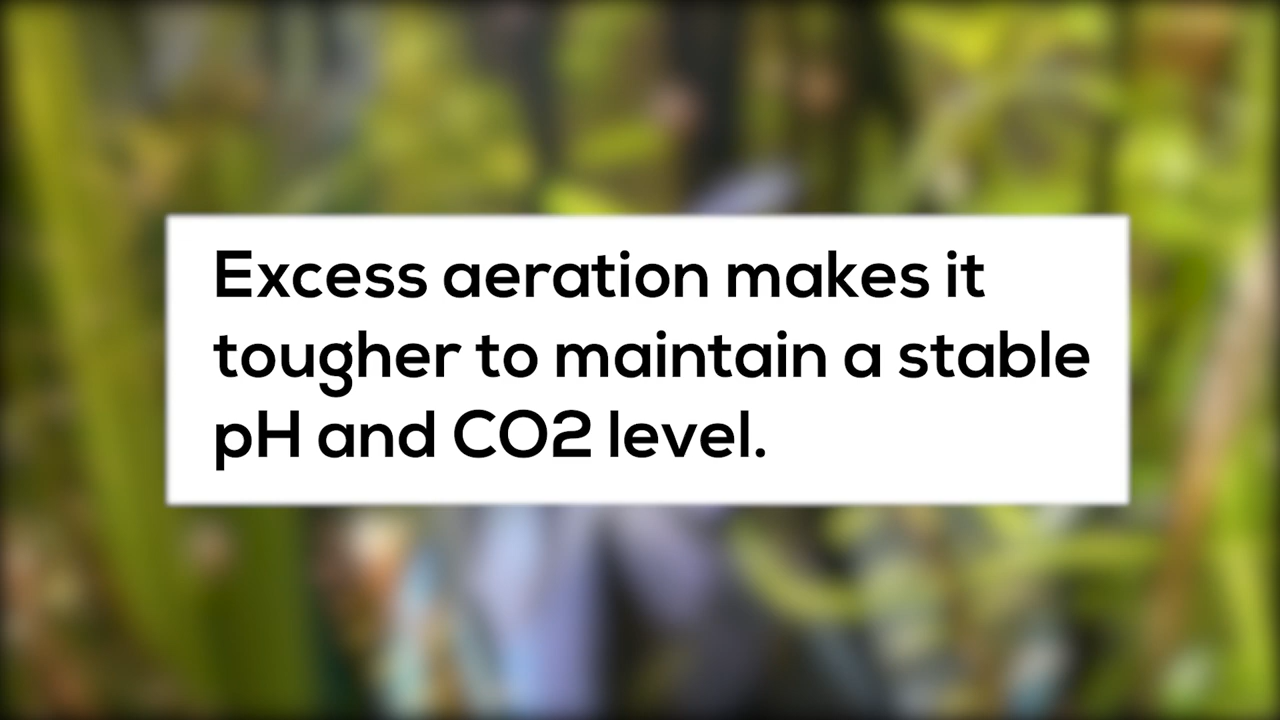 Excess aeration makes it
tougher to maintain a stable
pH and CO2 level.